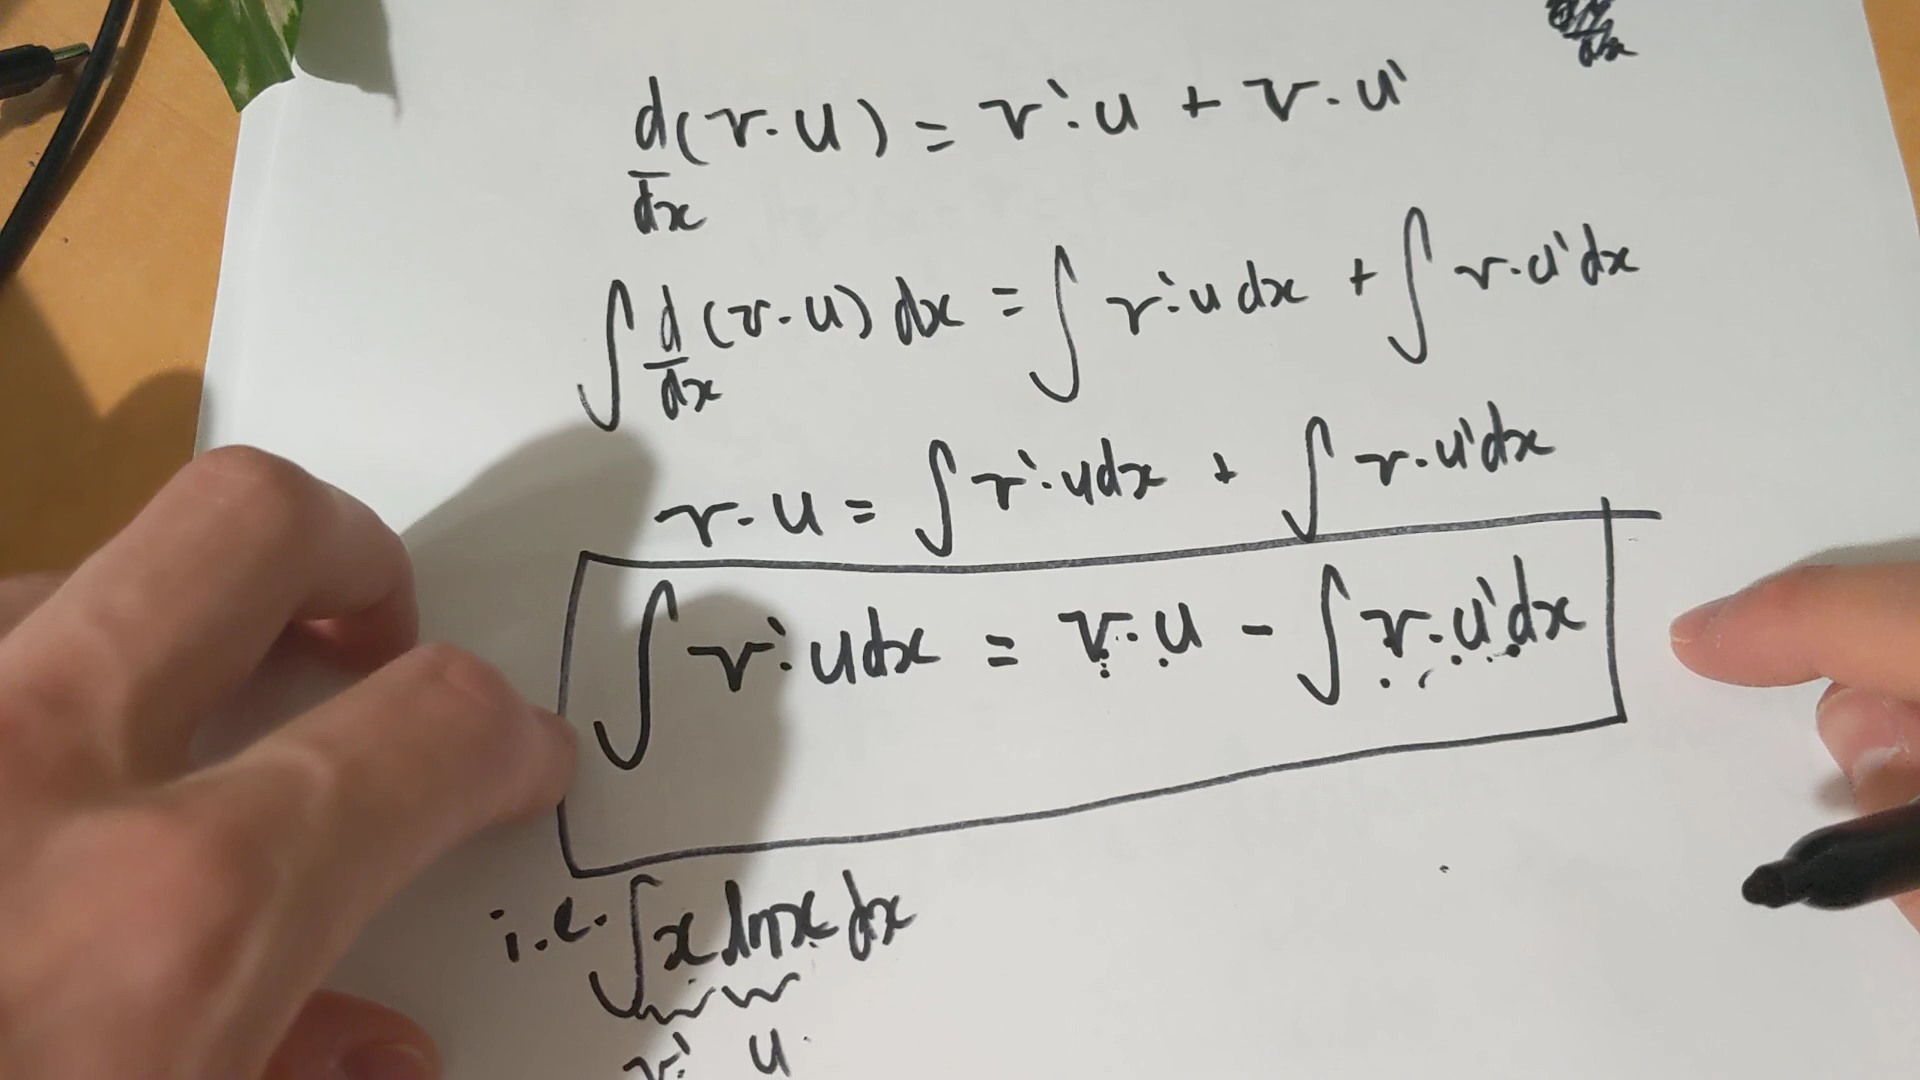 d/dx (v·u) = v'·u + v·u'
∫ d/dx (v·u) dx = ∫ v'·u dx + ∫ v·u' dx
v·u = ∫ v'·u dx + ∫ v·u' dx
∫ v'·u dx = v·u - ∫ v·u' dx
i.e. ∫ x lnx dx
v' u